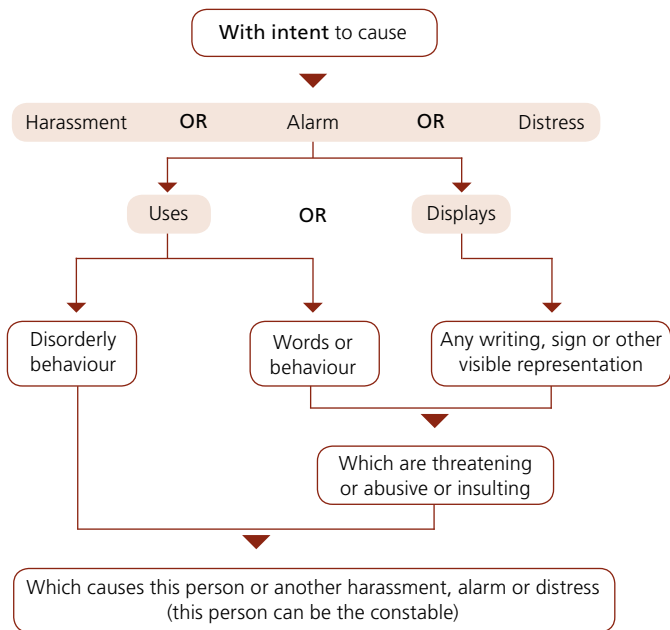 With intent to cause
Harassment OR Alarm OR Distress
Uses OR Displays
Disorderly
behaviour
Words or
behaviour
Any writing, sign or other
visible representation
Which are threatening
or abusive or insulting
Which causes this person or another harassment, alarm or distress
(this person can be the constable)